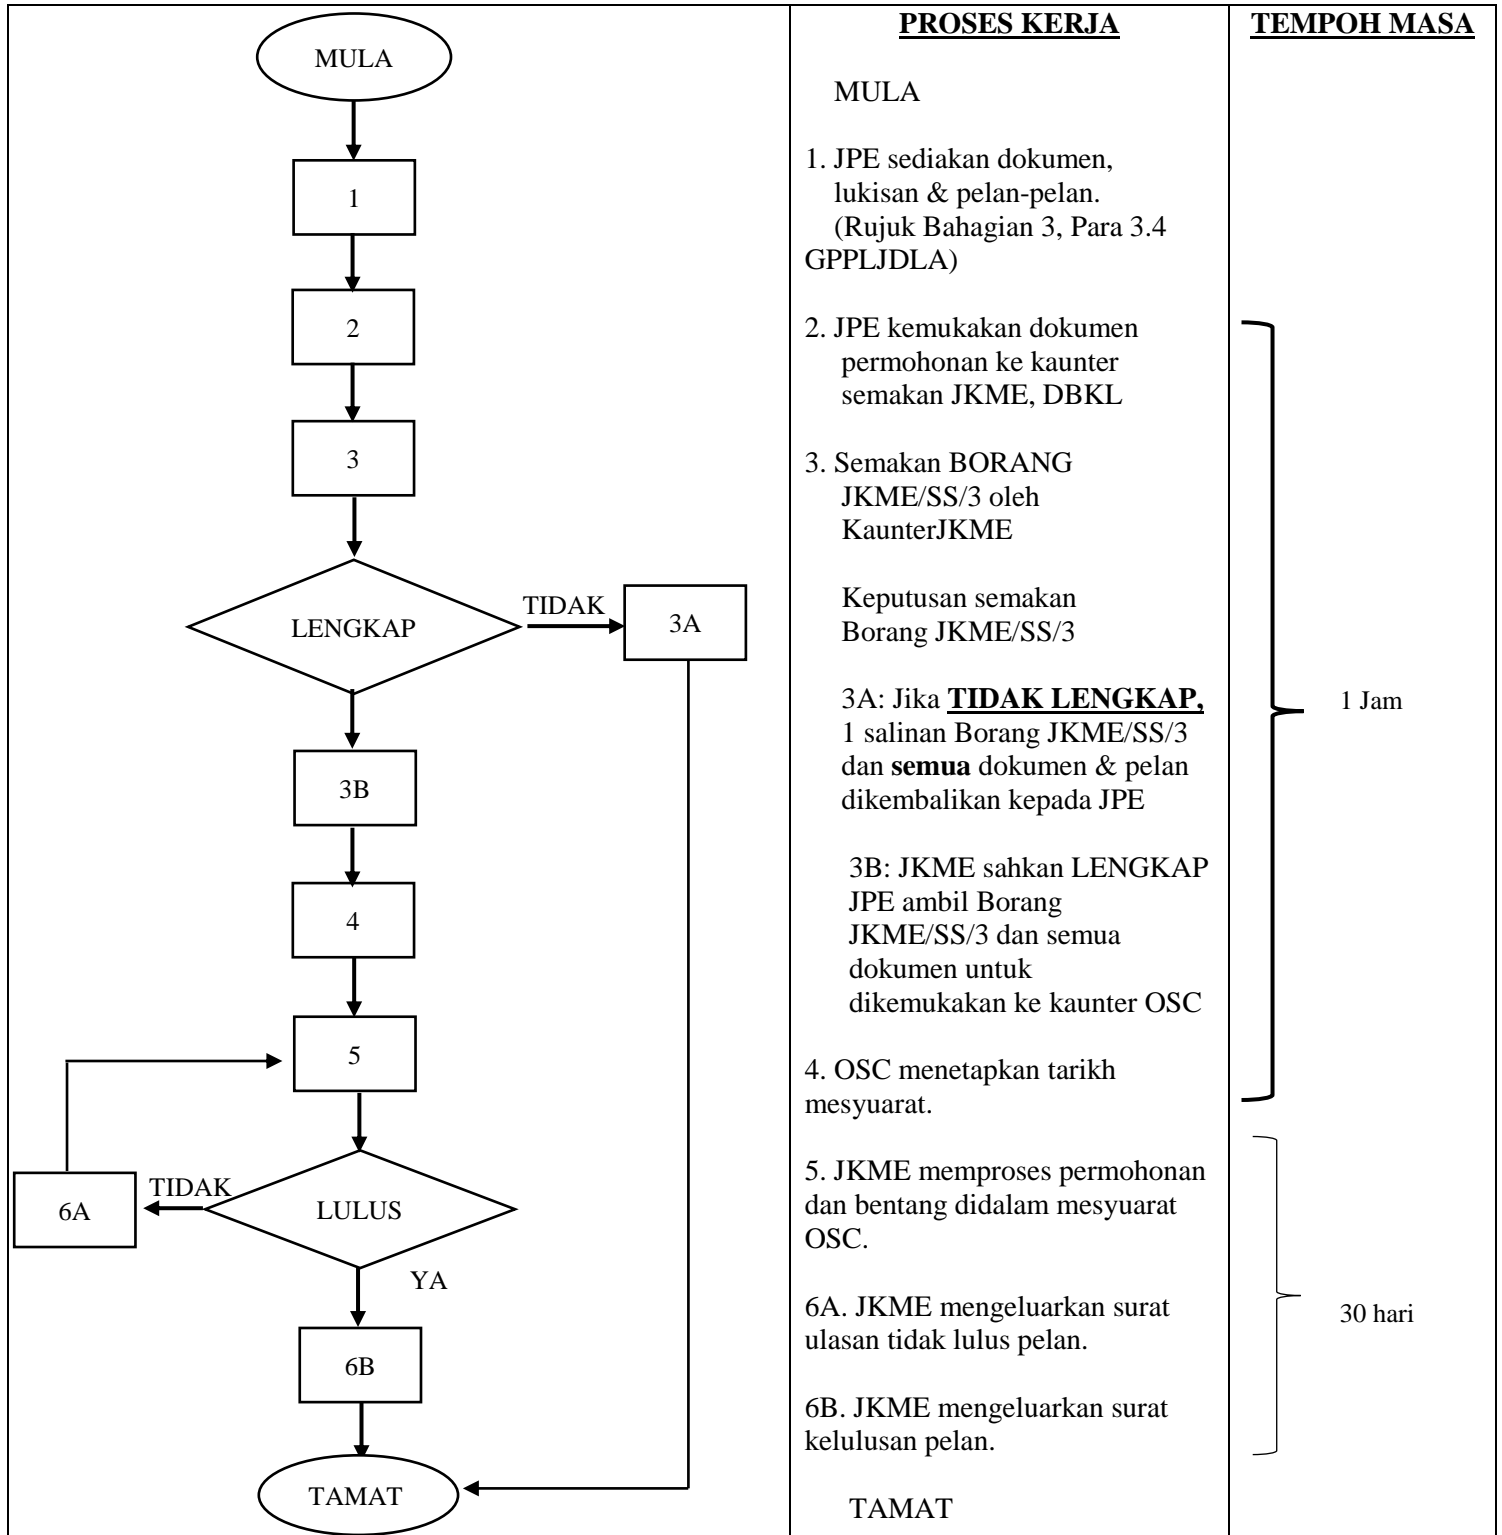 MULA
1
2
3
LENGKAP
TIDAK
3A
3B
4
5
6A
TIDAK
LULUS
YA
6B
TAMAT
PROSES KERJA
MULA
1. JPE sediakan dokumen,
lukisan & pelan-pelan.
(Rujuk Bahagian 3, Para 3.4
GPPLJDLA)
2. JPE kemukakan dokumen
permohonan ke kaunter
semakan JKME, DBKL
3. Semakan BORANG
JKME/SS/3 oleh
KaunterJKME
Keputusan semakan
Borang JKME/SS/3
3A: Jika TIDAK LENGKAP,
1 salinan Borang JKME/SS/3
dan semua dokumen & pelan
dikembalikan kepada JPE
3B: JKME sahkan LENGKAP
JPE ambil Borang
JKME/SS/3 dan semua
dokumen untuk
dikemukakan ke kaunter OSC
4. OSC menetapkan tarikh
mesyuarat.
5. JKME memproses permohonan
dan bentang didalam mesyuarat
OSC.
6A. JKME mengeluarkan surat
ulasan tidak lulus pelan.
6B. JKME mengeluarkan surat
kelulusan pelan.
TAMAT
TEMPOH MASA
1 Jam
30 hari